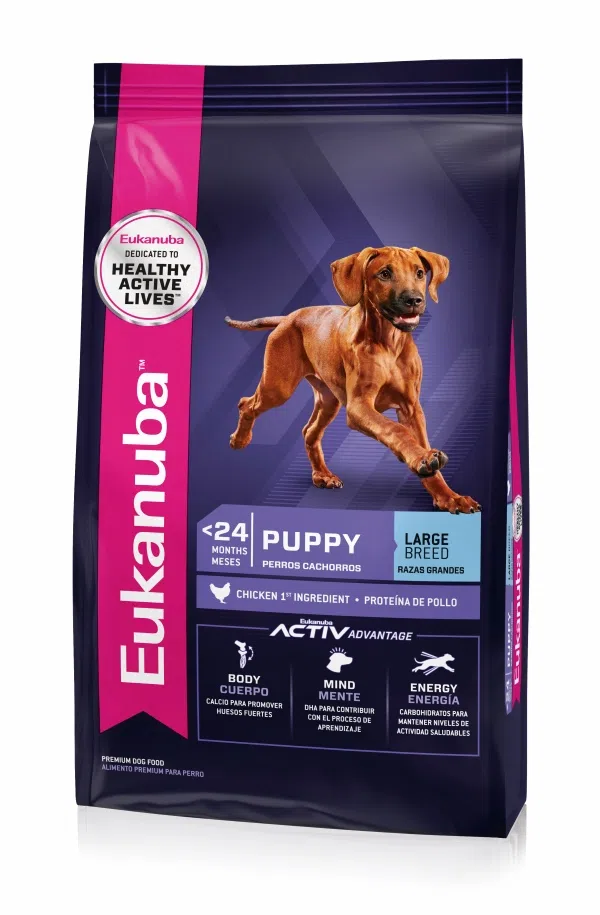 Eukanuba
DEDICATED TO
HEALTHY
ACTIVE
LIVES™
Eukanuba™
<24
MONTHS
MESES
PUPPY
PERROS CACHORROS
LARGE
BREED
RAZAS GRANDES
CHICKEN 1ST INGREDIENT • PROTEÍNA DE POLLO
Eukanuba
ACTIV ADVANTAGE
BODY
CUERPO
CALCIO PARA PROMOVER
HUESOS FUERTES
MIND
MENTE
DHA PARA CONTRIBUIR
CON EL PROCESO DE
APRENDIZAJE
ENERGY
ENERGÍA
CARBOHIDRATOS PARA
MANTENER NIVELES DE
ACTIVIDAD SALUDABLES
PREMIUM DOG FOOD
ALIMENTO PREMIUM PARA PERRO
Eukanuba
PUPPY